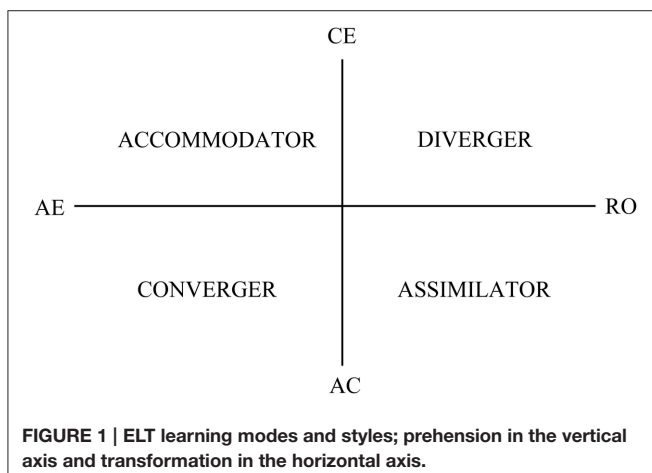 CE
ACCOMMODATOR DIVERGER
AE RO
CONVERGER ASSIMILATOR
AC
FIGURE 1 | ELT learning modes and styles; prehension in the vertical
axis and transformation in the horizontal axis.